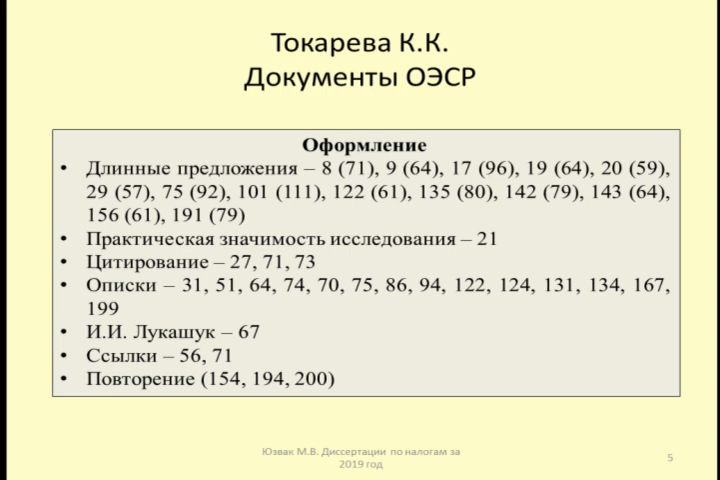 Токарева К.К.
Документы ОЭСР
Оформление
• Длинные предложения – 8 (71), 9 (64), 17 (96), 19 (64), 20 (59),
29 (57), 75 (92), 101 (111), 122 (61), 135 (80), 142 (79), 143 (64),
156 (61), 191 (79)
• Практическая значимость исследования – 21
• Цитирование – 27, 71, 73
• Описки – 31, 51, 64, 74, 70, 75, 86, 94, 122, 124, 131, 134, 167,
199
• И.И. Лукашук – 67
• Ссылки – 56, 71
• Повторение (154, 194, 200)
Юзвак М.В. Диссертации по налогам за
2019 год
5